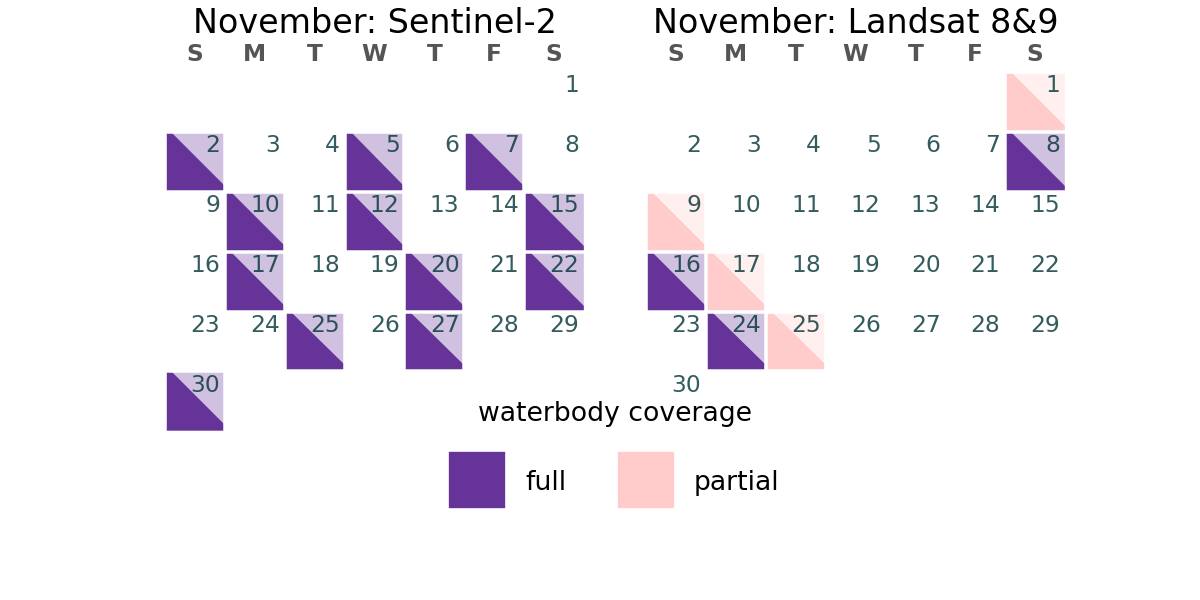 November: Sentinel-2
S M T W T F S
1
2 3 4 5 6 7 8
9 10 11 12 13 14 15
16 17 18 19 20 21 22
23 24 25 26 27 28 29
30
November: Landsat 8&9
S M T W T F S
1
2 3 4 5 6 7 8
9 10 11 12 13 14 15
16 17 18 19 20 21 22
23 24 25 26 27 28 29
30
waterbody coverage
full partial